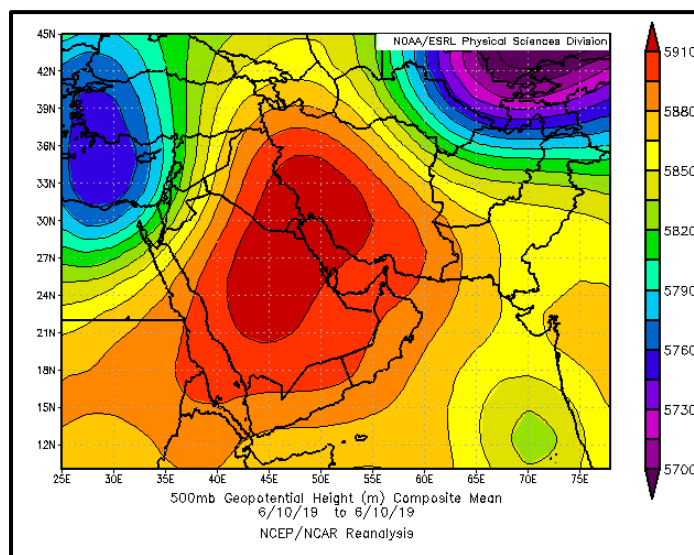 NOAA/ESRL Physical Sciences Division
45N
42N
39N
36N
33N
30N
27N
24N
21N
18N
15N
12N
25E 30E 35E 40E 45E 50E 55E 60E 65E 70E 75E
5910
5880
5850
5820
5790
5760
5730
5700
500mb Geopotential Height (m) Composite Mean
6/10/19 to 6/10/19
NCEP/NCAR Reanalysis